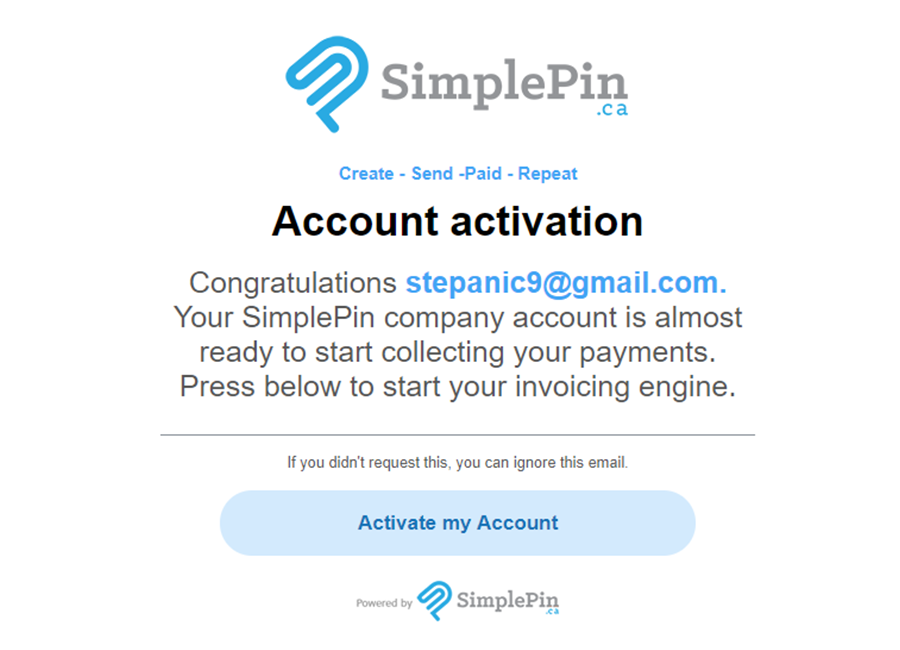 SimplePin
.ca
Create - Send -Paid - Repeat
Account activation
Congratulations stepanic9@gmail.com.
Your SimplePin company account is almost
ready to start collecting your payments.
Press below to start your invoicing engine.
If you didn't request this, you can ignore this email.
Activate my Account
Powered by SimplePin
.ca